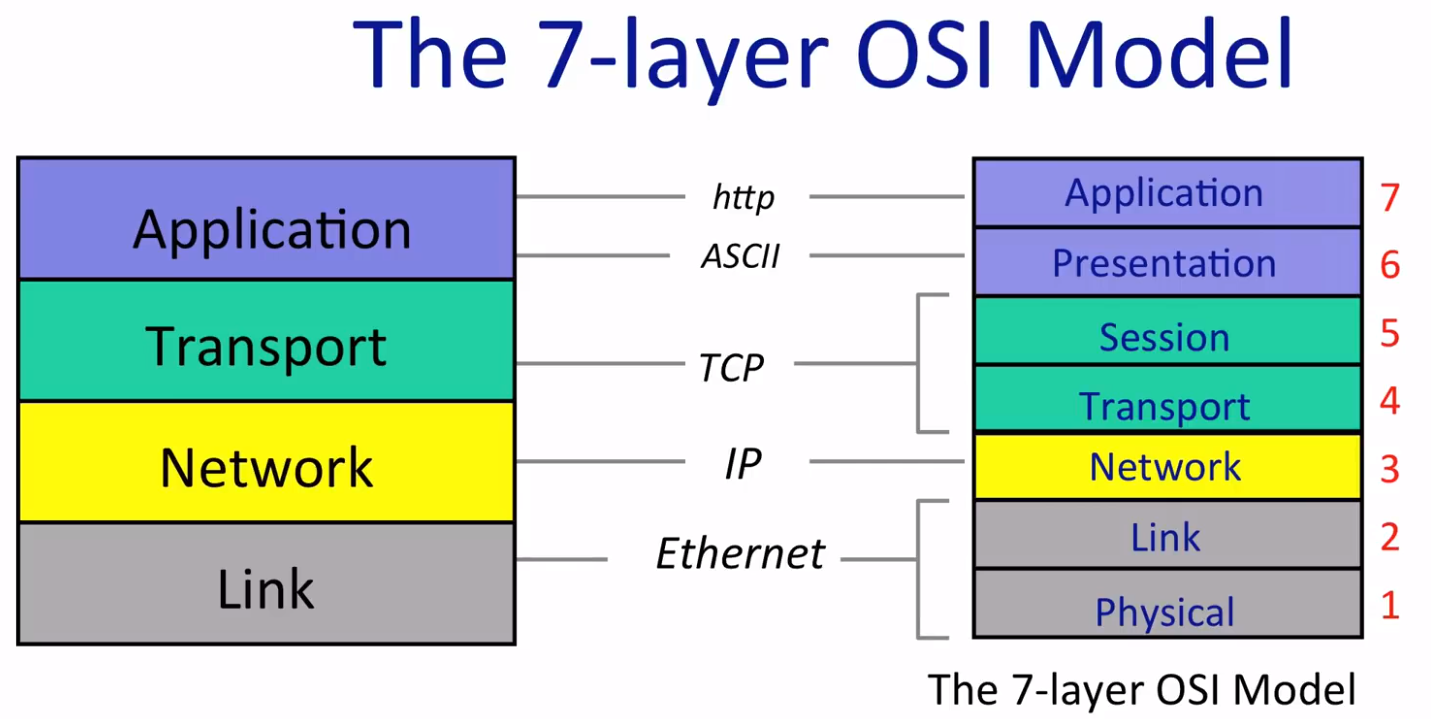 The 7-layer OSI Model
Application
Transport
Network
Link
http
ASCII
TCP
IP
Ethernet
Application 7
Presentation 6
Session 5
Transport 4
Network 3
Link 2
Physical 1
The 7-layer OSI Model